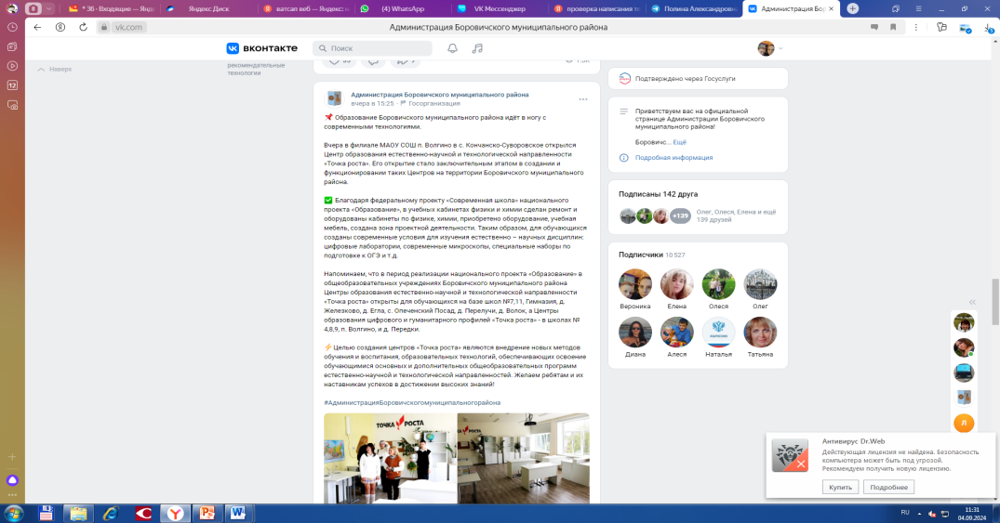 8
* 36 · Входящие — Янд
Яндекс Диск
ватсап веб — Яндекс: н
(4) WhatsApp
VK Мессенджер
проверка написания те
Полина Александровн
Администрация Бор
vk.com
Администрация Боровичского муниципального района
вконтакте
Поиск
Наверх
рекомендательные
технологии
12
Администрация Боровичского муниципального района
вчера в 15:25 · Госорганизация
Образование Боровичского муниципального района идёт в ногу с
современными технологиями.
Вчера в филиале МАОУ СОШ п. Волгино в с. Кончанско-Суворовское открылся
Центр образования естественно-научной и технологической направленности
«Точка роста». Его открытие стало заключительным этапом в создании и
функционировании таких Центров на территории Боровичского муниципального
района.
Благодаря федеральному проекту «Современная школа» национального
проекта «Образование», в учебных кабинетах физики и химии сделан ремонт и
оборудованы кабинеты по физике, химии, приобретено оборудование, учебная
мебель, создана зона проектной деятельности. Таким образом, для обучающихся
созданы современные условия для изучения естественно – научных дисциплин:
цифровые лаборатории, современные микроскопы, специальные наборы по
подготовке к ОГЭ и т.д.
Напоминаем, что в период реализации национального проекта «Образование» в
общеобразовательных учреждениях Боровичского муниципального района
Центры образования естественно-научной и технологической направленности
«Точка роста» открыты для обучающихся на базе школ №7,11, Гимназия, д.
Железково, д. Егла, с. Опеченский Посад, д. Перелучи, д. Волок, а Центры
образования цифрового и гуманитарного профилей «Точка роста» - в школах №
4,8,9, п. Волгино, и д. Передки.
Целью создания центров «Точка роста» являются внедрение новых методов
обучения и воспитания, образовательных технологий, обеспечивающих освоение
обучающимися основных и дополнительных общеобразовательных программ
естественно-научной и технологической направленностей. Желаем ребятам и их
наставникам успехов в достижении высоких знаний!
#АдминистрацияБоровичскогомуниципальногорайона
ТОЧКА РОСТА
РОСТА
Подтверждено через Госуслуги
Приветствуем вас на официальной
странице Администрации Боровичского
муниципального района!
Боровичс... Ещё
Подробная информация
Подписаны 142 друга
+139
Олег, Олеся, Елена и ещё
139 друзей
Подписчики 10 527
Вероника Елена Олеся Олег
Диана Алеся Наталья Татьяна
Л
Антивирус Dr.Web
Действующая лицензия не найдена. Безопасность
компьютера может быть под угрозой.
Рекомендуем получить новую лицензию.
Купить Подробнее
RU
11:31
04.09.2024